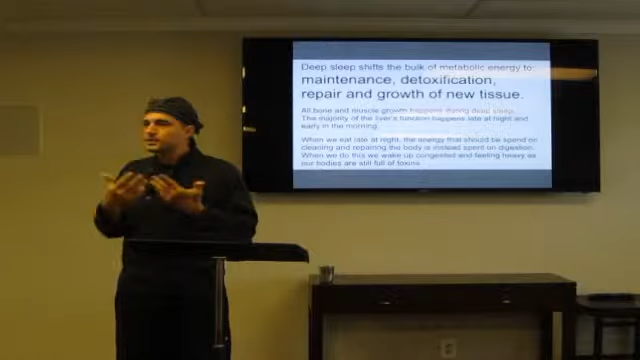 Deep sleep shifts the bulk of metabolic energy to:
maintenance, detoxification,
repair and growth of new tissue.
All bone and muscle growth happens during deep sleep.
The majority of the liver's function happens late at night and
early in the morning.
When we eat late at night, the energy that should be spend on
cleaning and repairing the body is instead spent on digestion.
When we do this we wake up congested and feeling heavy as
our bodies are still full of toxins